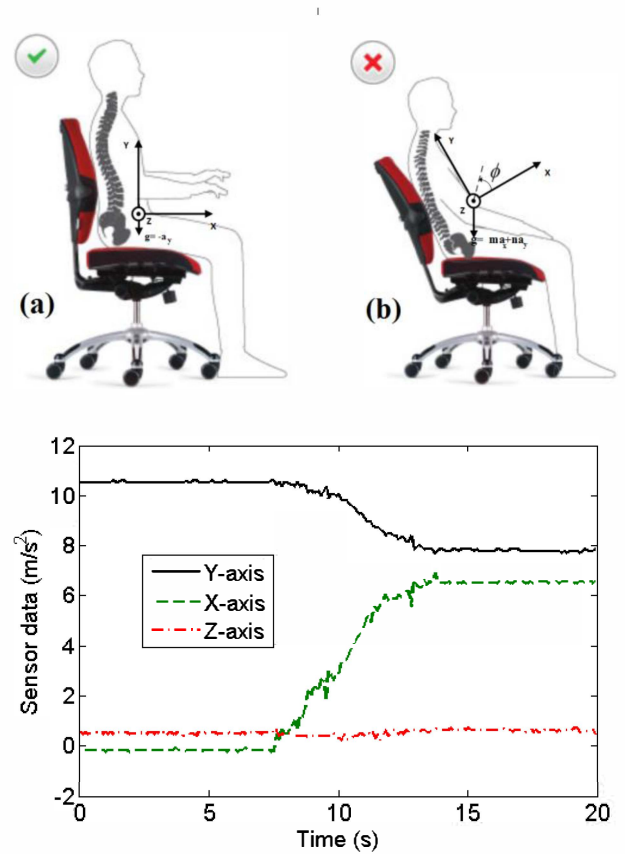 Y
Z
X
g= -a_y
(a)
Y
ϕ
X
Z
g= ma_x+na_y
(b)
12
10
8
6
4
2
0
-2
Sensor data (m/s²)
Y-axis
X-axis
Z-axis
0
5
10
15
20
Time (s)